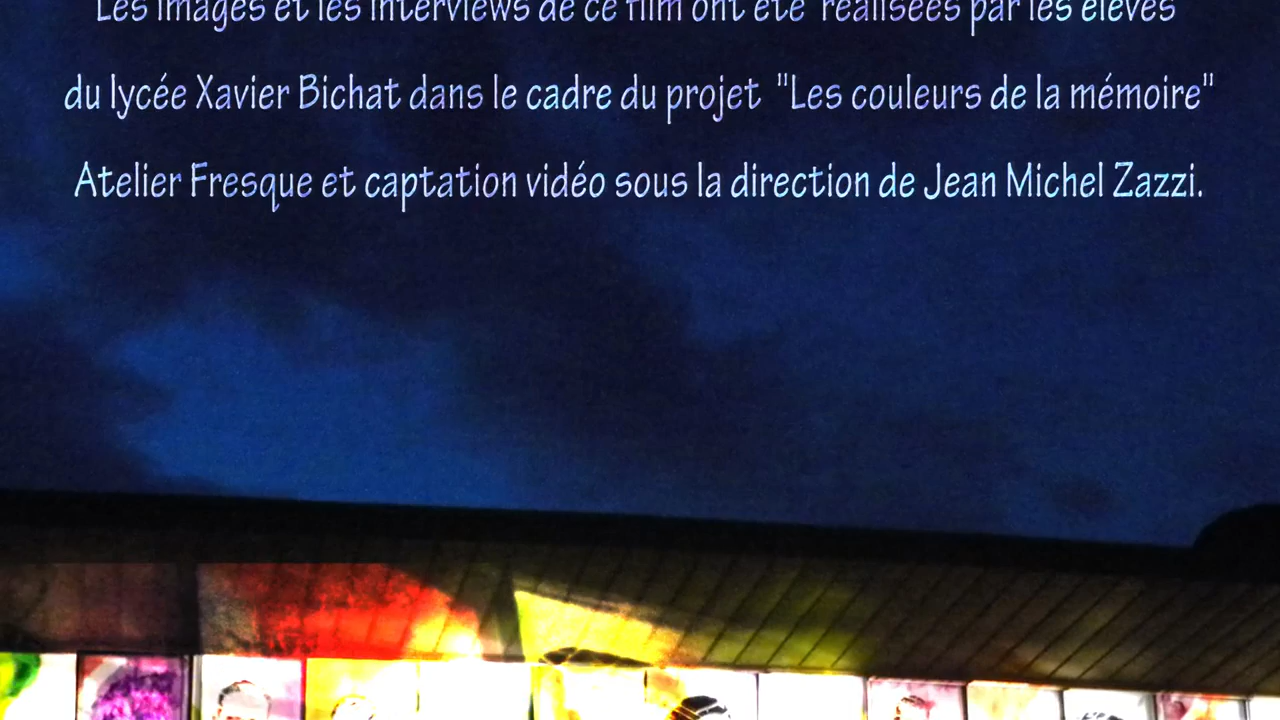 Les images et les interviews de ce film ont été réalisées par les élèves
du lycée Xavier Bichat dans le cadre du projet "Les couleurs de la mémoire"
Atelier Fresque et captation vidéo sous la direction de Jean Michel Zazzi.